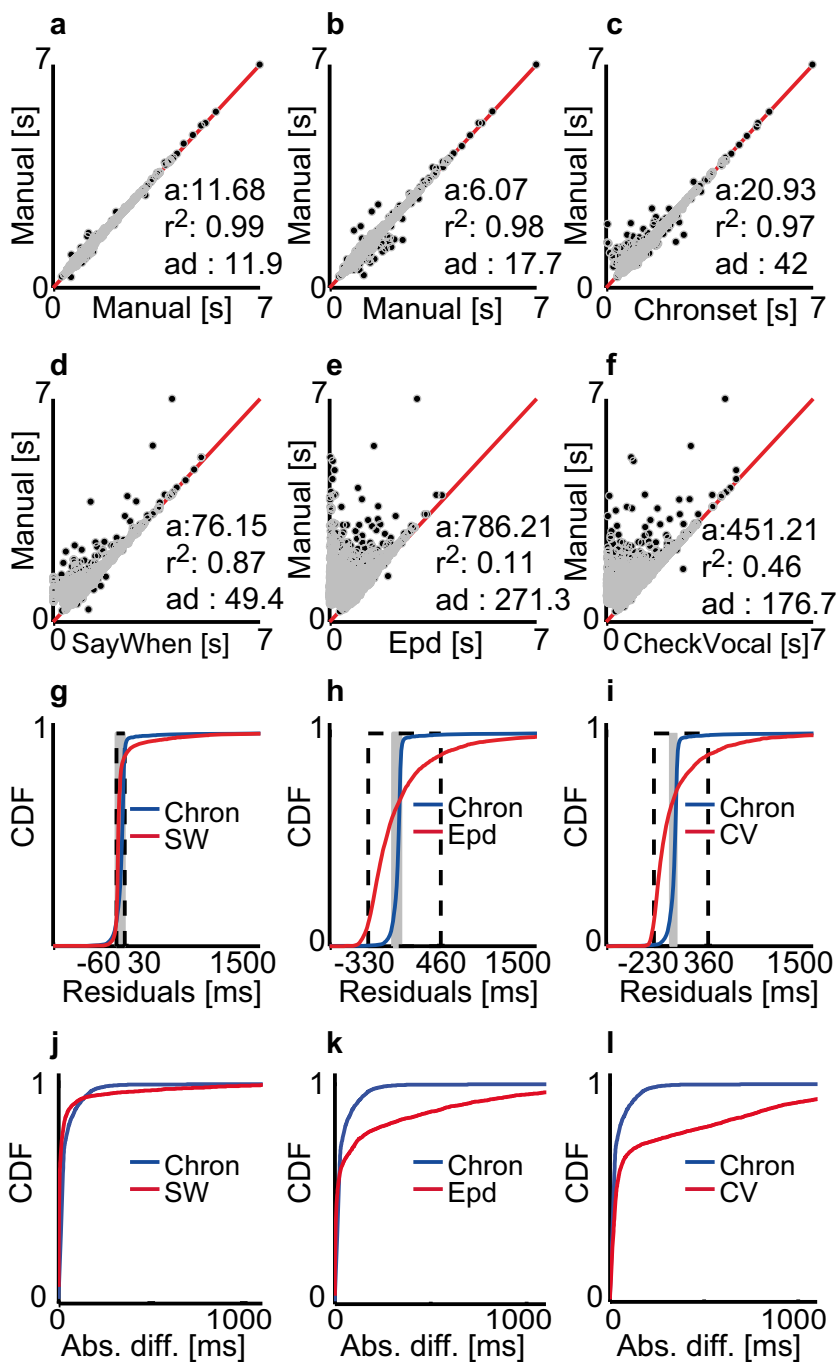 a
b
c
7
Manual [s]
a:11.68
r2: 0.99
ad : 11.9
0
Manual [s]
7
7
Manual [s]
a:6.07
r2: 0.98
ad : 17.7
0
Manual [s]
7
7
Manual [s]
a:20.93
r2: 0.97
ad : 42
0
Chronset [s]
7
d
e
f
7
Manual [s]
a:76.15
r2: 0.87
ad : 49.4
0
0
SayWhen [s]
7
7
Manual [s]
a:786.21
r2: 0.11
ad : 271.3
0
0
Epd [s]
7
7
Manual [s]
a:451.21
r2: 0.46
ad : 176.7
0
0
CheckVocal [s]
7
g
h
i
1
CDF
Chron
SW
0
-60 30 1500
Residuals [ms]
1
CDF
Chron
Epd
0
-330 460 1500
Residuals [ms]
1
CDF
Chron
CV
0
-230 360 1500
Residuals [ms]
j
k
l
1
CDF
Chron
SW
0
0 1000
Abs. diff. [ms]
1
CDF
Chron
Epd
0
0 1000
Abs. diff. [ms]
1
CDF
Chron
CV
0
0 1000
Abs. diff. [ms]